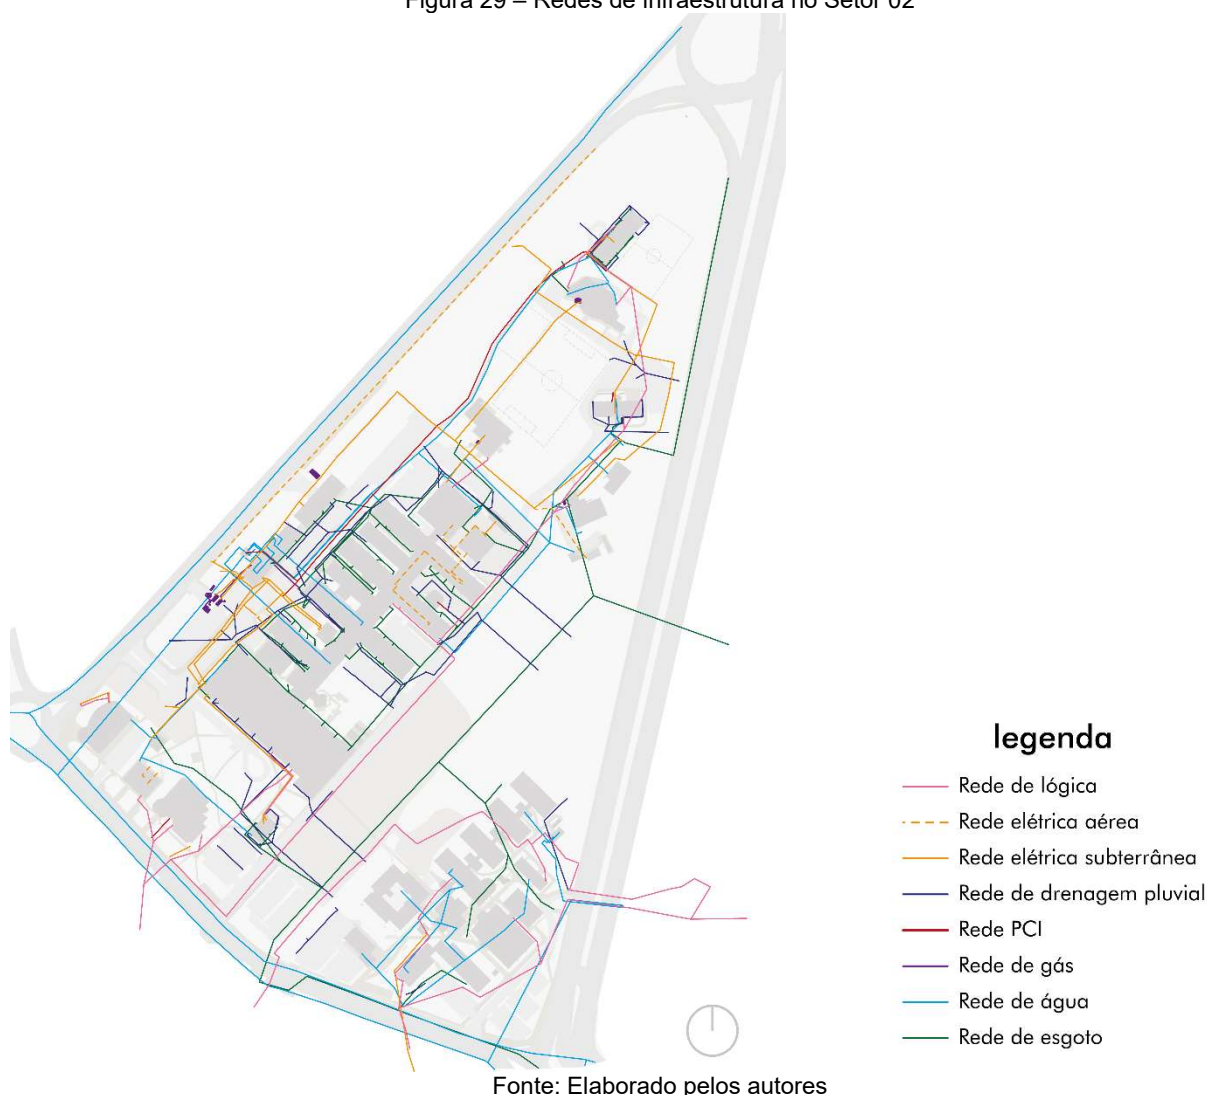 Figura 29 – Redes de Infraestrutura no Setor 02
legenda
Rede de lógica
Rede elétrica aérea
Rede elétrica subterrânea
Rede de drenagem pluvial
Rede PCI
Rede de gás
Rede de água
Rede de esgoto
Fonte: Elaborado pelos autores